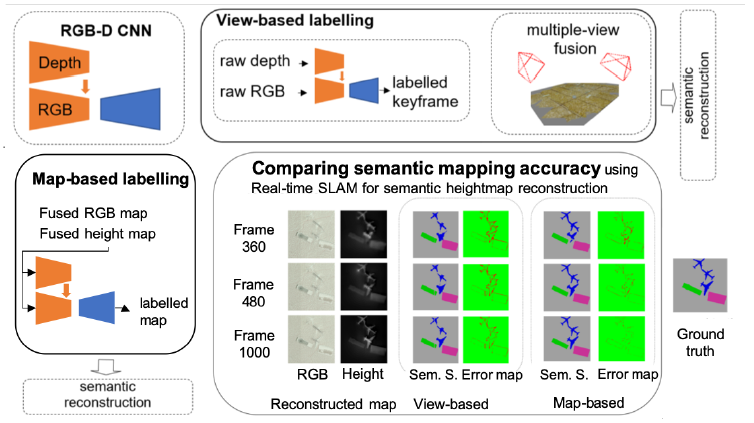 RGB-D CNN
Depth
RGB
View-based labelling
raw depth
raw RGB
labelled
keyframe
multiple-view
fusion
semantic
reconstruction
Map-based labelling
Fused RGB map
Fused height map
labelled
map
semantic
reconstruction
Comparing semantic mapping accuracy using
Real-time SLAM for semantic heightmap reconstruction
Frame
360
Frame
480
Frame
1000
RGB
Height
Sem. S.
Error map
Sem. S.
Error map
Reconstructed map
View-based
Map-based
Ground
truth